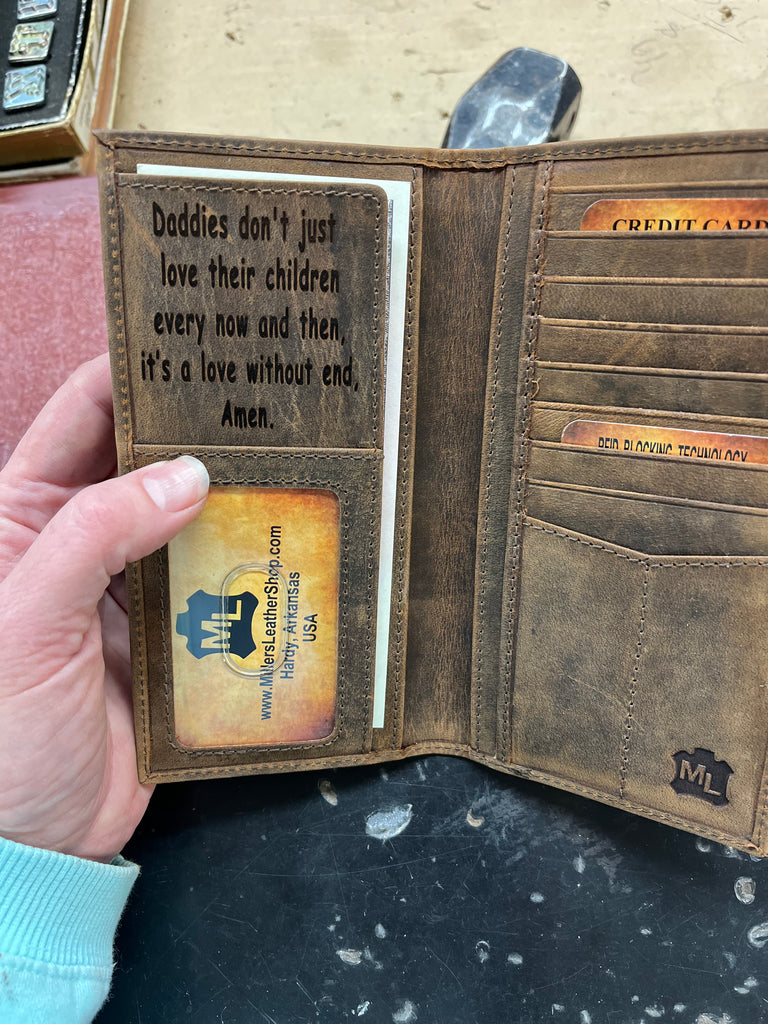 Daddies don't just
love their children
every now and then,
it's a love without end,
Amen.
ML
www.MillersLeatherShop.com
Hardy, Arkansas
USA
CREDIT CARD
RFID BLOCKING TECHNOLOGY
ML